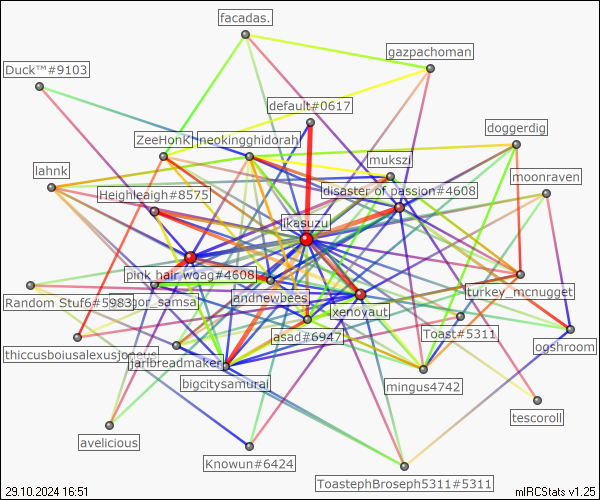 facadas.
gazpachoman
Duck™#9103
default#0617
doggerdig
ZeeHonK
neokingghidorah
mukszi
lahnk
moonraven
Heighleaigh#8575
disaster of passion#4608
ikasuzu
pink hair wgag#4608
turkey_mcnugget
Random Stuf6#5983
gor_samsa
andnewbees
xenoyaut
asad#6947
Toast#5311
ogshroom
thiccusboiusalexusjoneus
jarlbreadmaker
bigcitysamurai
mingus4742
tescoroll
avelicious
Knowun#6424
ToastephBroseph5311#5311
29.10.2024 16:51
mIRCStats v1.25